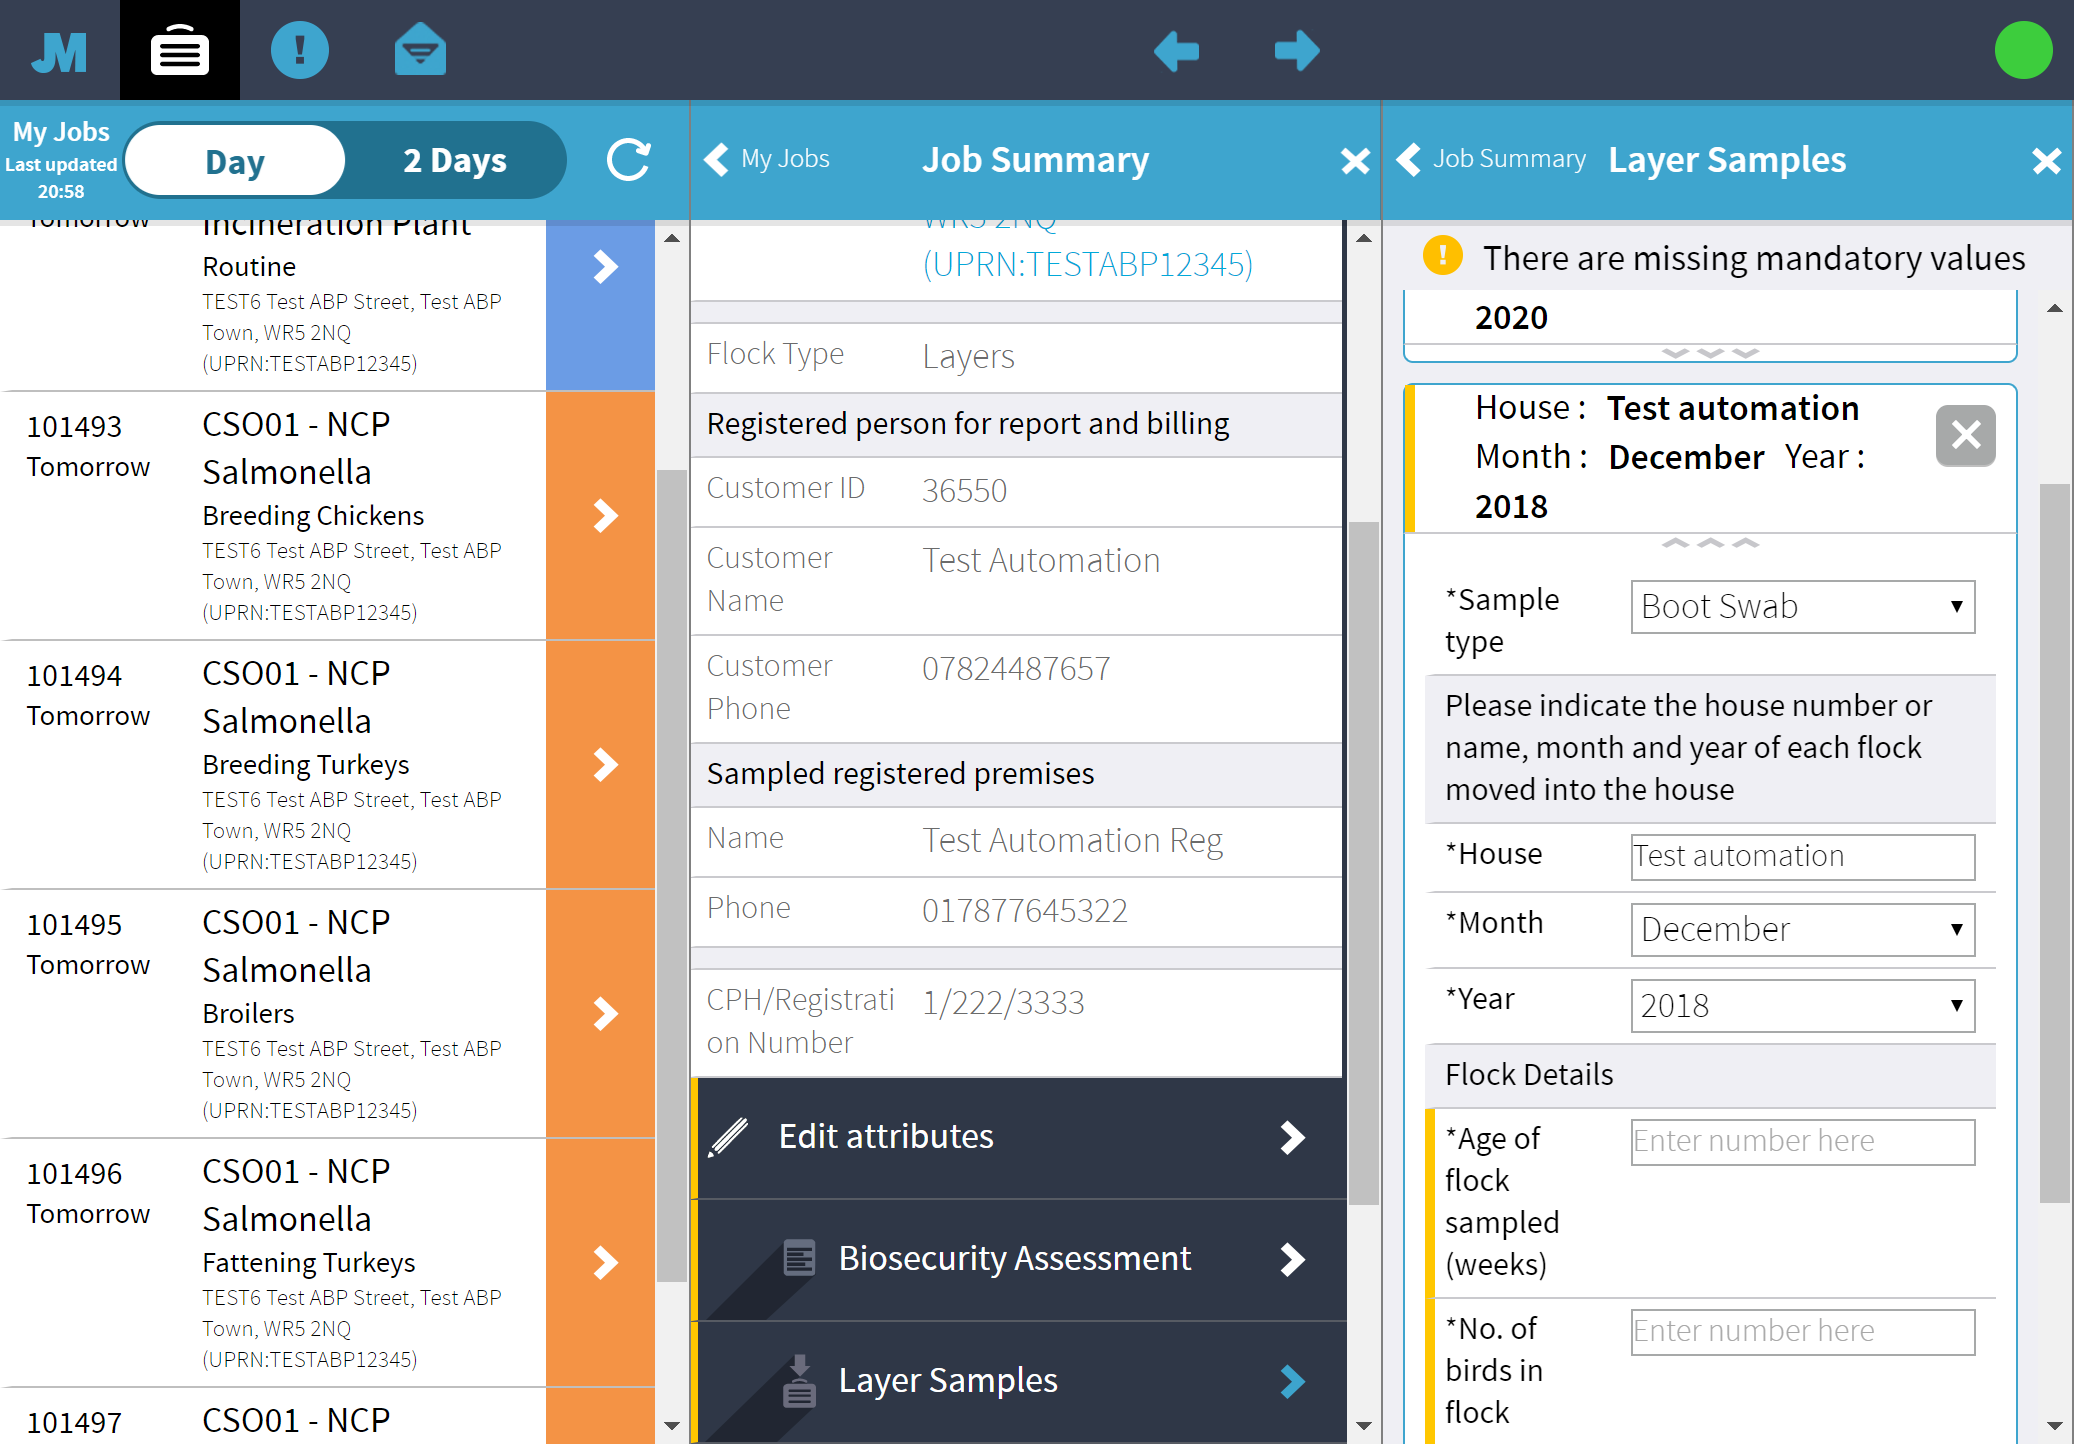 JM
My Jobs
Last updated
20:58
Day
2 Days
My Jobs
Job Summary
Job Summary
Layer Samples
Tomorrow
Incineration Plant
Routine
TEST6 Test ABP Street, Test ABP
Town, WR5 2NQ
(UPRN:TESTABP12345)
101493
Tomorrow
CSO01 - NCP
Salmonella
Breeding Chickens
TEST6 Test ABP Street, Test ABP
Town, WR5 2NQ
(UPRN:TESTABP12345)
101494
Tomorrow
CSO01 - NCP
Salmonella
Breeding Turkeys
TEST6 Test ABP Street, Test ABP
Town, WR5 2NQ
(UPRN:TESTABP12345)
101495
Tomorrow
CSO01 - NCP
Salmonella
Broilers
TEST6 Test ABP Street, Test ABP
Town, WR5 2NQ
(UPRN:TESTABP12345)
101496
Tomorrow
CSO01 - NCP
Salmonella
Fattening Turkeys
TEST6 Test ABP Street, Test ABP
Town, WR5 2NQ
(UPRN:TESTABP12345)
101497
CSO01 - NCP
WR5 2NQ
(UPRN:TESTABP12345)
Flock Type Layers
Registered person for report and billing
Customer ID 36550
Customer Name Test Automation
Customer Phone 07824487657
Sampled registered premises
Name Test Automation Reg
Phone 017877645322
CPH/Registrati
on Number 1/222/3333
Edit attributes
Biosecurity Assessment
Layer Samples
There are missing mandatory values
2020
House : Test automation
Month : December Year :
2018
*Sample
type
Boot Swab
Please indicate the house number or
name, month and year of each flock
moved into the house
*House Test automation
*Month December
*Year 2018
Flock Details
*Age of
flock
sampled
(weeks)
Enter number here
*No. of
birds in
flock
Enter number here